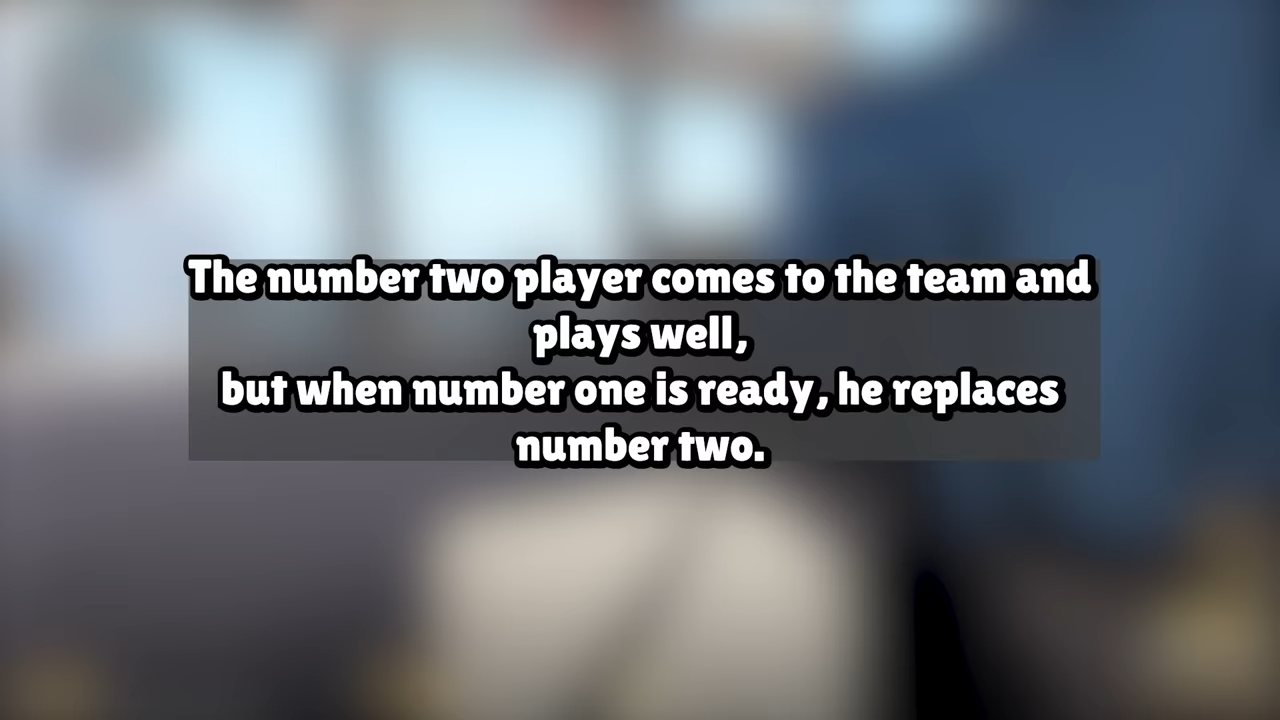 The number two player comes to the team and
plays well,
but when number one is ready, he replaces
number two.